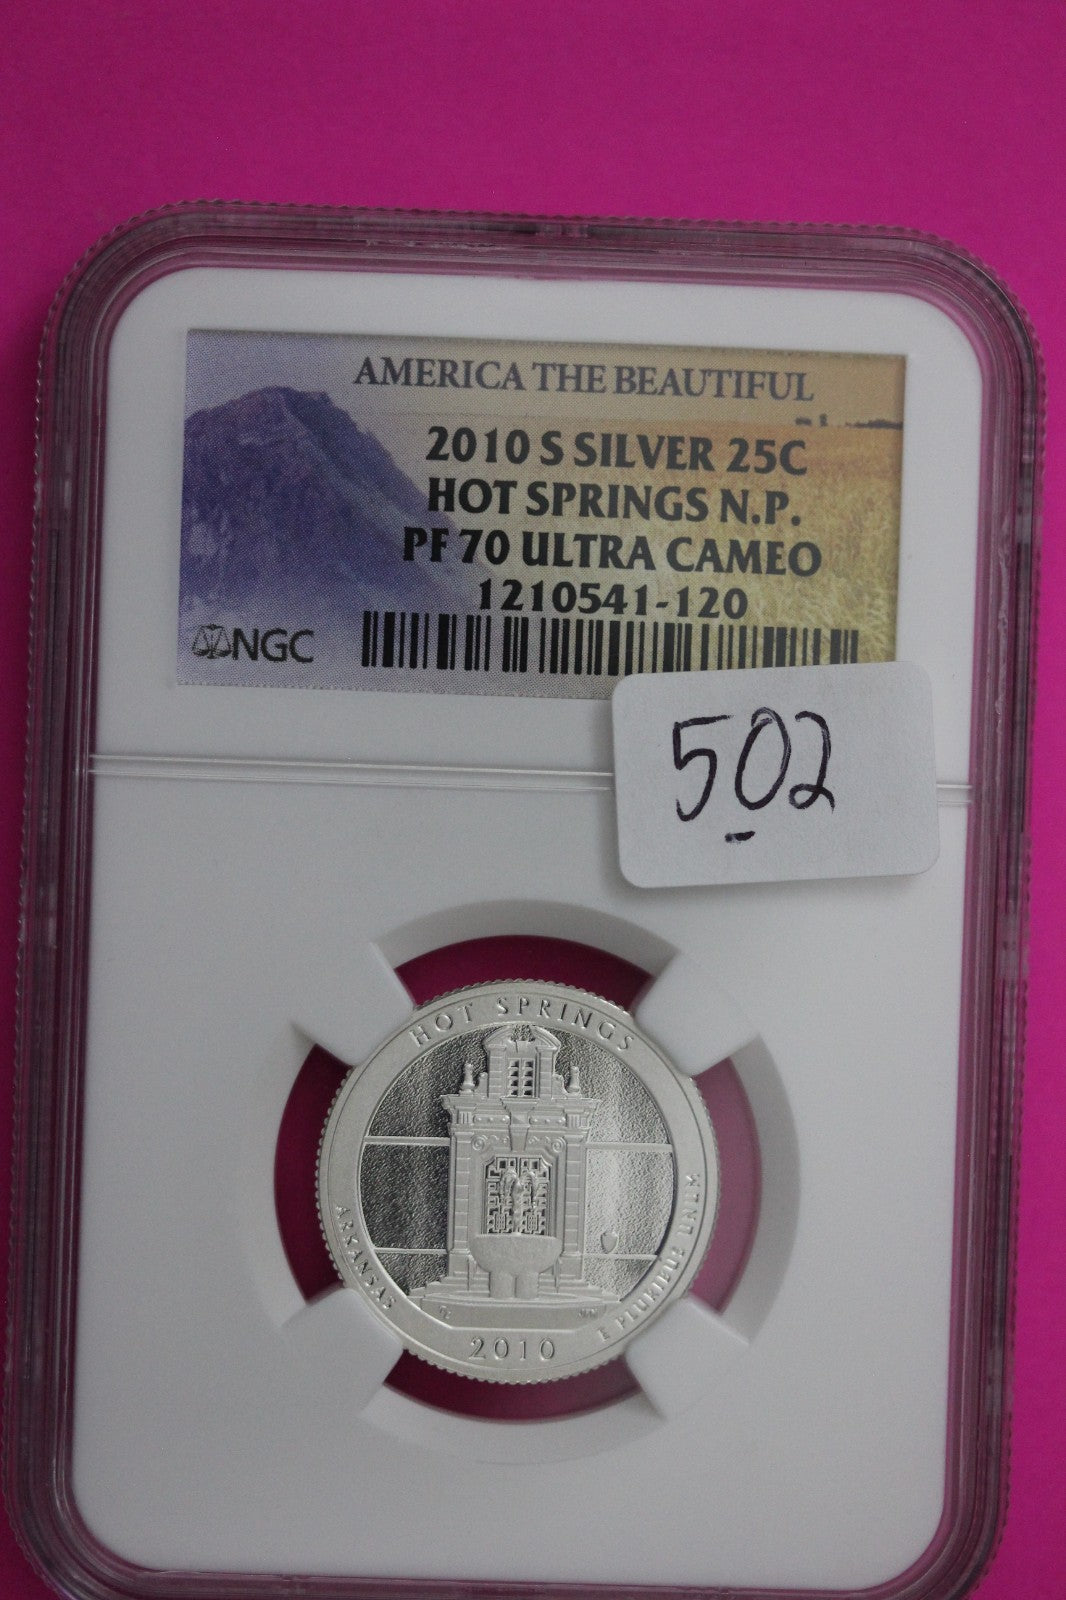 AMERICA THE BEAUTIFUL
2010 S SILVER 25C
HOT SPRINGS N.P.
PF 70 ULTRA CAMEO
1210541-120
NGC
502
HOT SPRINGS
ARKANSAS
2010
E PLURIBUS UNUM